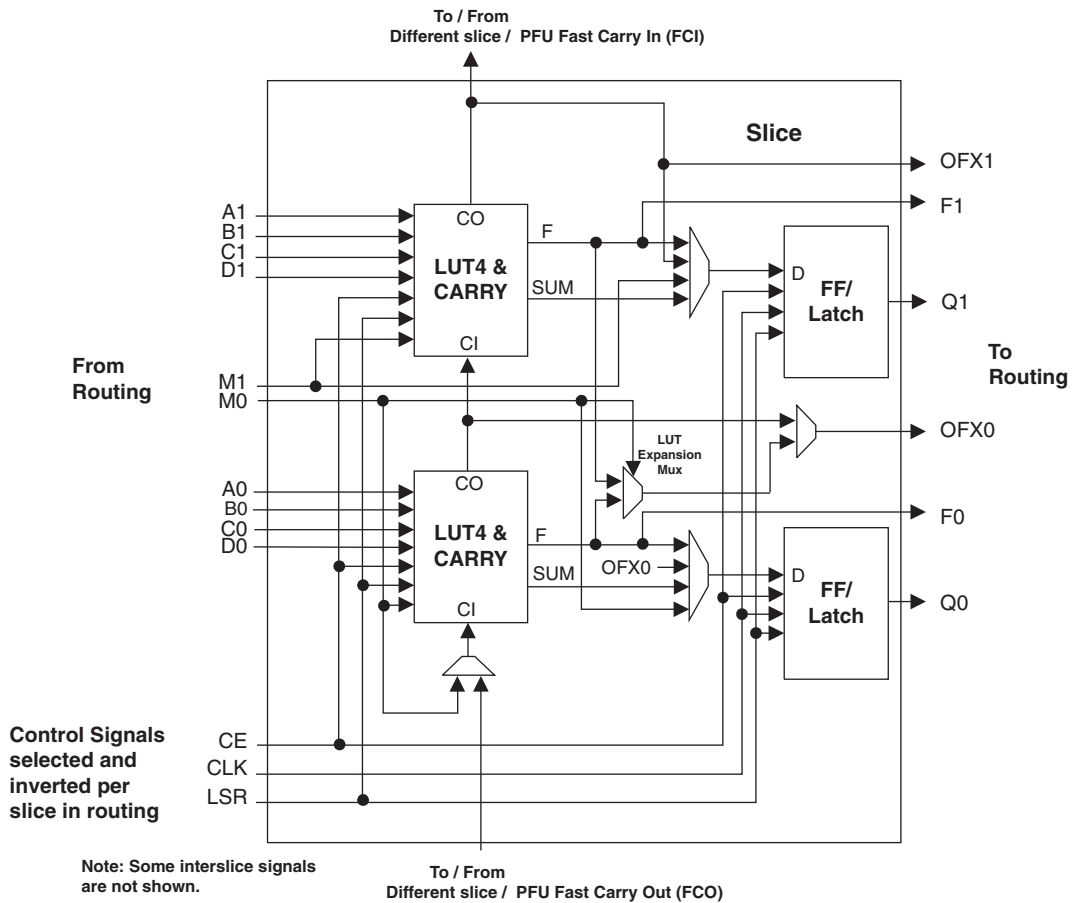 To / From
Different slice / PFU Fast Carry In (FCI)
Slice
OFX1
F1
A1
B1
C1
D1
CO
LUT4 &
CARRY
CI
F
SUM
D
FF/
Latch
Q1
From
Routing
To
Routing
M1
M0
OFX0
LUT
Expansion
Mux
A0
B0
C0
D0
CO
LUT4 &
CARRY
CI
F
OFX0
SUM
F0
D
FF/
Latch
Q0
Control Signals
selected and
inverted per
slice in routing
CE
CLK
LSR
Note: Some interslice signals
are not shown.
To / From
Different slice / PFU Fast Carry Out (FCO)